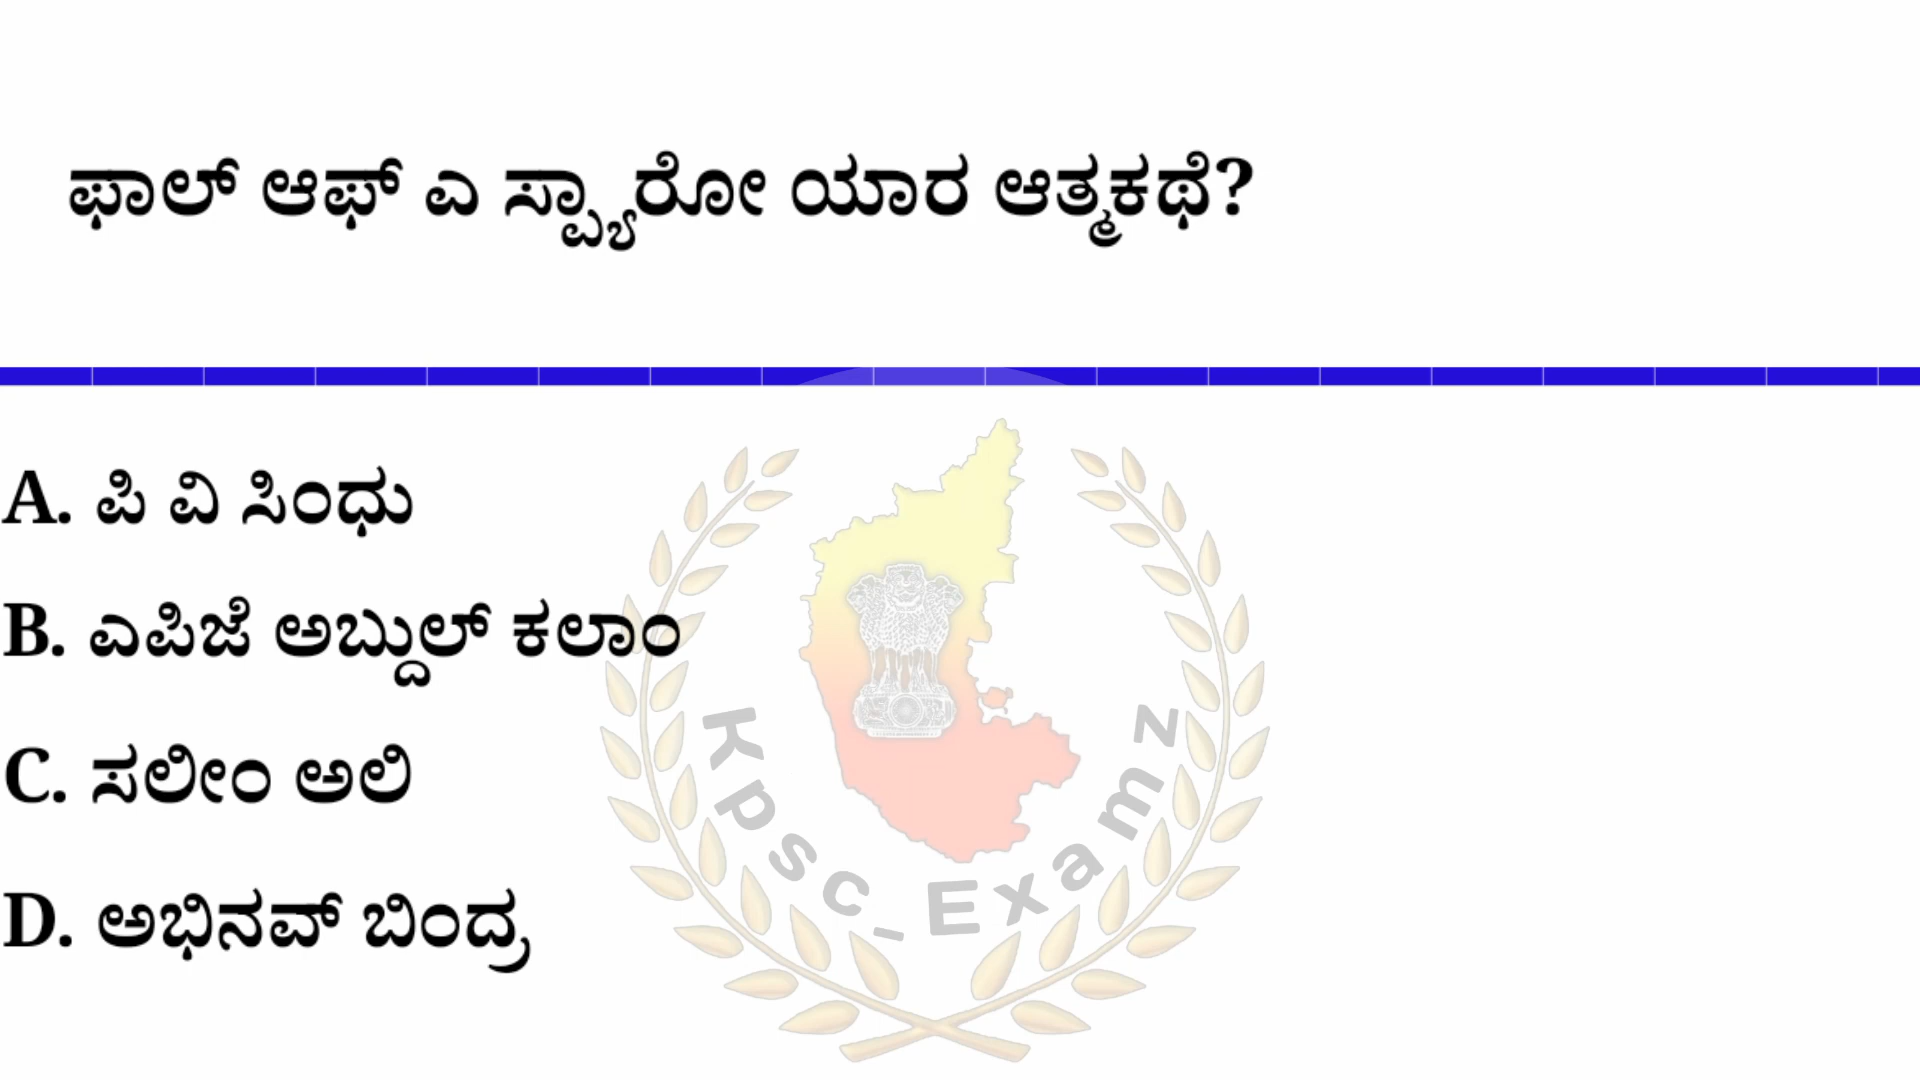 ಫಾಲ್ ಆಫ್ ಎ ಸ್ಪ್ಯಾರೋ ಯಾರ ಆತ್ಮಕಥೆ?
A. ಪಿ ವಿ ಸಿಂಧು
B. ಎಪಿಜೆ ಅಬ್ದುಲ್ ಕಲಾಂ
C. ಸಲೀಂ ಅಲಿ
D. ಅಭಿನವ್ ಬಿಂದ್ರ
Kpsc_Examz